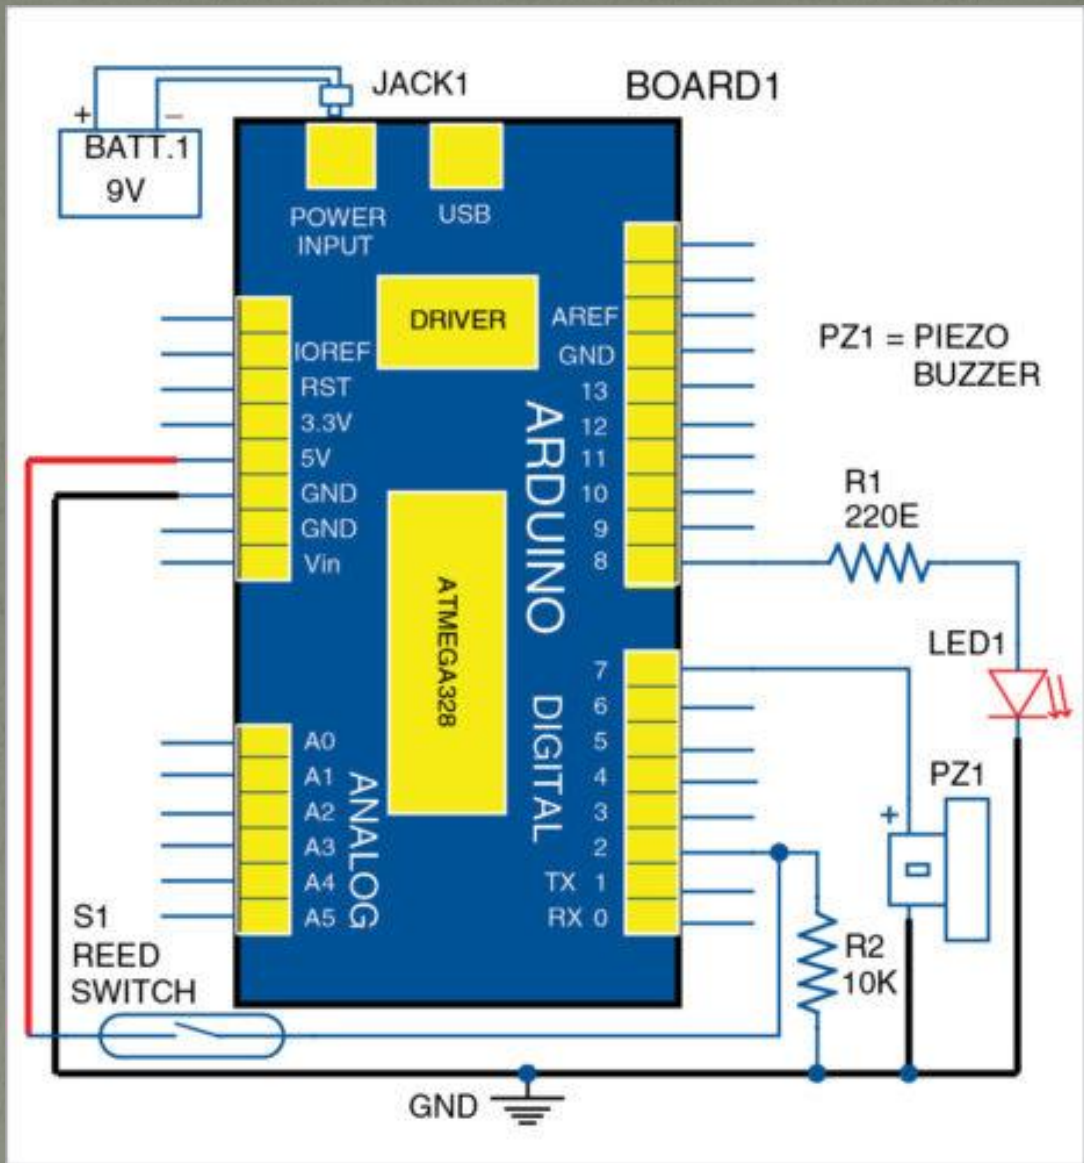 JACK1
BOARD1
+ −
BATT.1
9V
POWER
INPUT
USB
DRIVER
AREF
IOREF
GND
RST
13
3.3V
12
5V
11
GND
10
GND
9
Vin
8
ARDUINO
ATMEGA328
PZ1 = PIEZO
BUZZER
R1
220E
LED1
7
6
5
4
3
2
TX 1
RX 0
DIGITAL
A0
A1
A2
A3
A4
A5
ANALOG
PZ1
+
R2
10K
S1
REED
SWITCH
GND